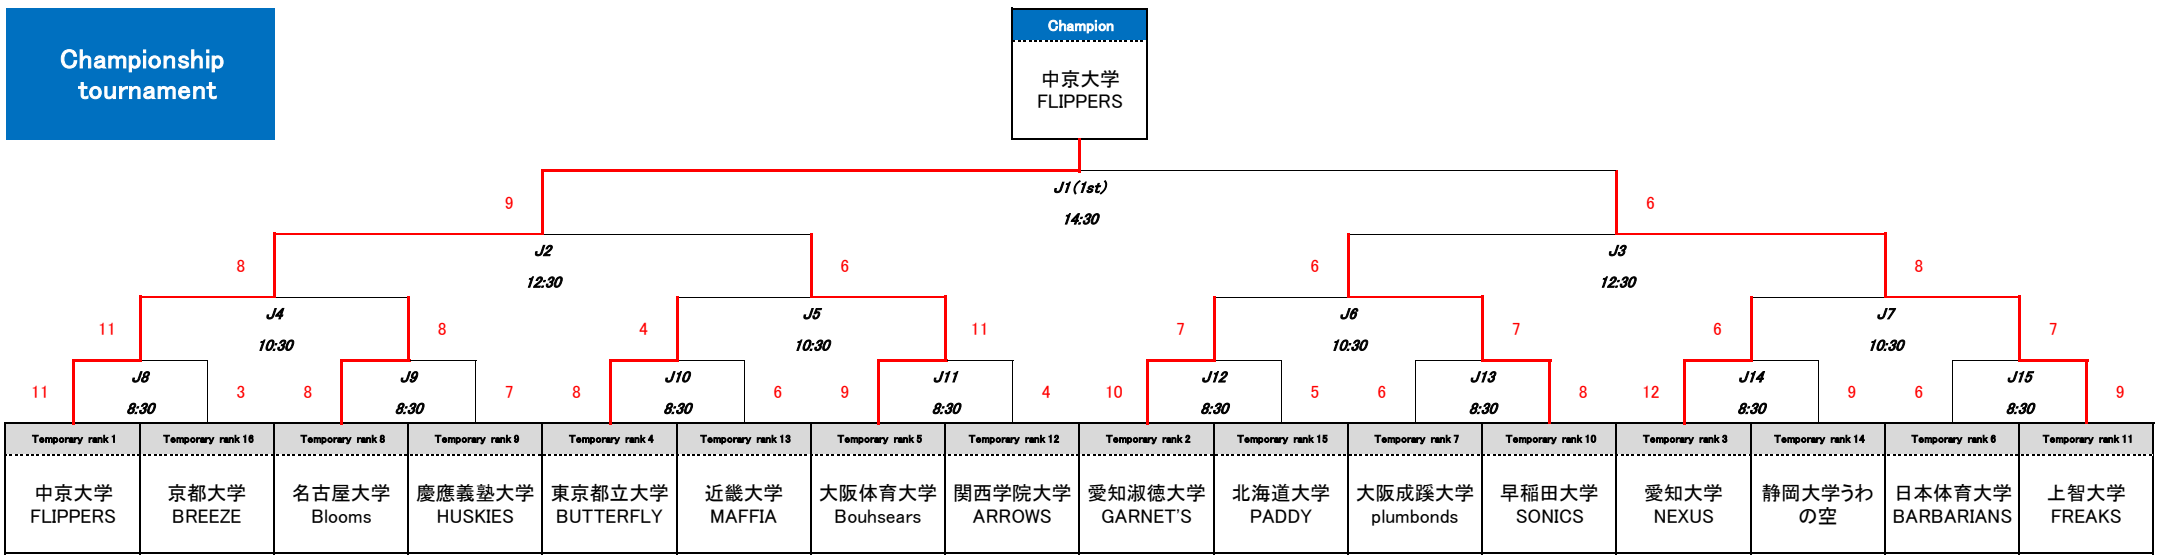 Championship
tournament
Champion
中京大学
FLIPPERS
J1(1st)
14:30
9
6
J2
12:30
J3
12:30
8
6
6
8
J4
10:30
J5
10:30
J6
10:30
J7
10:30
11
8
4
11
7
7
6
7
J8
8:30
J9
8:30
J10
8:30
J11
8:30
J12
8:30
J13
8:30
J14
8:30
J15
8:30
11
3
8
7
8
6
9
4
10
5
6
8
12
9
6
9
Temporary rank 1
Temporary rank 16
Temporary rank 8
Temporary rank 9
Temporary rank 4
Temporary rank 13
Temporary rank 5
Temporary rank 12
Temporary rank 2
Temporary rank 15
Temporary rank 7
Temporary rank 10
Temporary rank 3
Temporary rank 14
Temporary rank 6
Temporary rank 11
中京大学
FLIPPERS
京都大学
BREEZE
名古屋大学
Blooms
慶應義塾大学
HUSKIES
東京都立大学
BUTTERFLY
近畿大学
MAFFIA
大阪体育大学
Bouhsears
関西学院大学
ARROWS
愛知淑徳大学
GARNET'S
北海道大学
PADDY
大阪成蹊大学
plumbonds
早稲田大学
SONICS
愛知大学
NEXUS
静岡大学うわ
の空
日本体育大学
BARBARIANS
上智大学
FREAKS